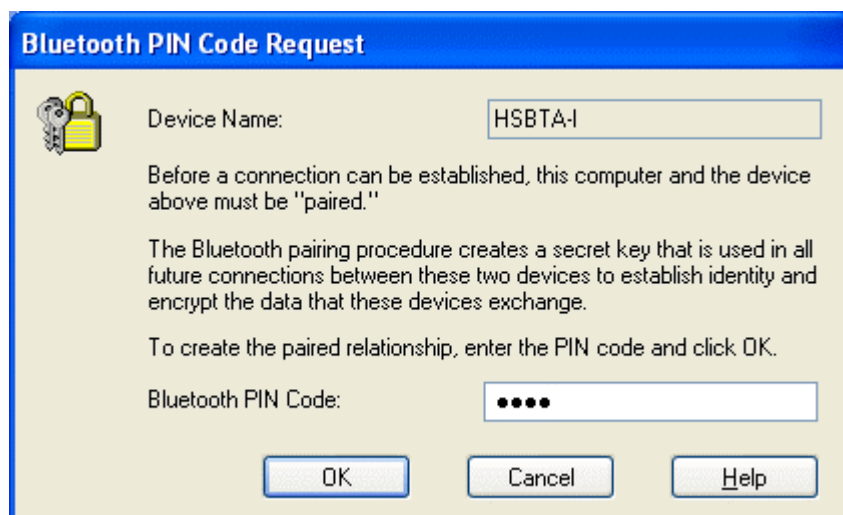 Bluetooth PIN Code Request
Device Name: HSBTA-I
Before a connection can be established, this computer and the device
above must be "paired."
The Bluetooth pairing procedure creates a secret key that is used in all
future connections between these two devices to establish identity and
encrypt the data that these devices exchange.
To create the paired relationship, enter the PIN code and click OK.
Bluetooth PIN Code: ●●●●
OK Cancel Help